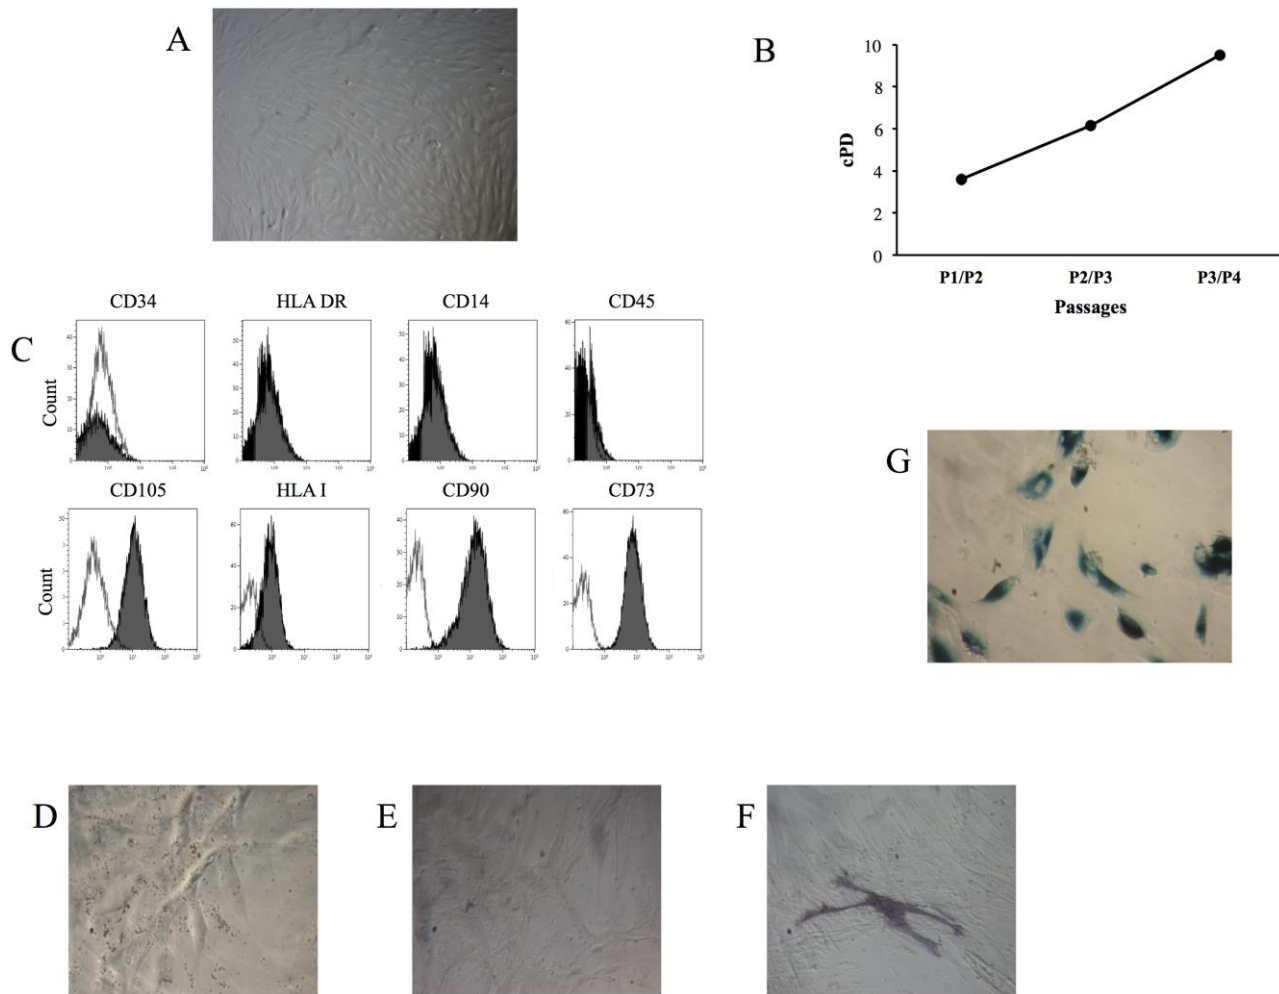 A
B
cPD
10
8
6
4
2
0
P1/P2 P2/P3 P3/P4
Passages
C
CD34 HLA DR CD14 CD45
Count
CD105 HLA I CD90 CD73
Count
G
D
E
F